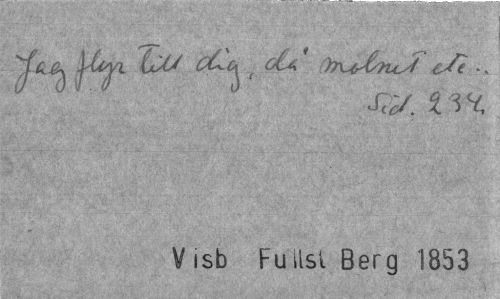 Jag flyr till dig, då molnet etc..
Sid. 234.
Visb Fullst Berg 1853